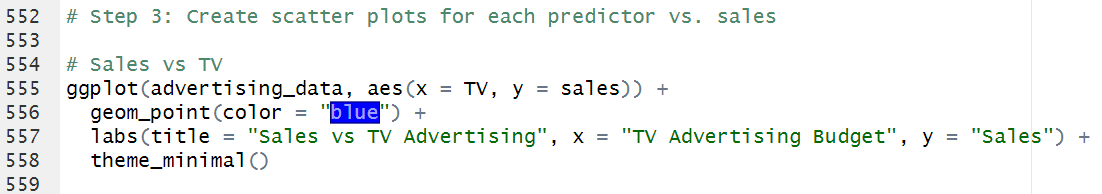 552 # Step 3: Create scatter plots for each predictor vs. sales
553
554 # Sales vs TV
555 ggplot(advertising_data, aes(x = TV, y = sales)) +
556   geom_point(color = "blue") +
557   labs(title = "Sales vs TV Advertising", x = "TV Advertising Budget", y = "Sales") +
558   theme_minimal()
559